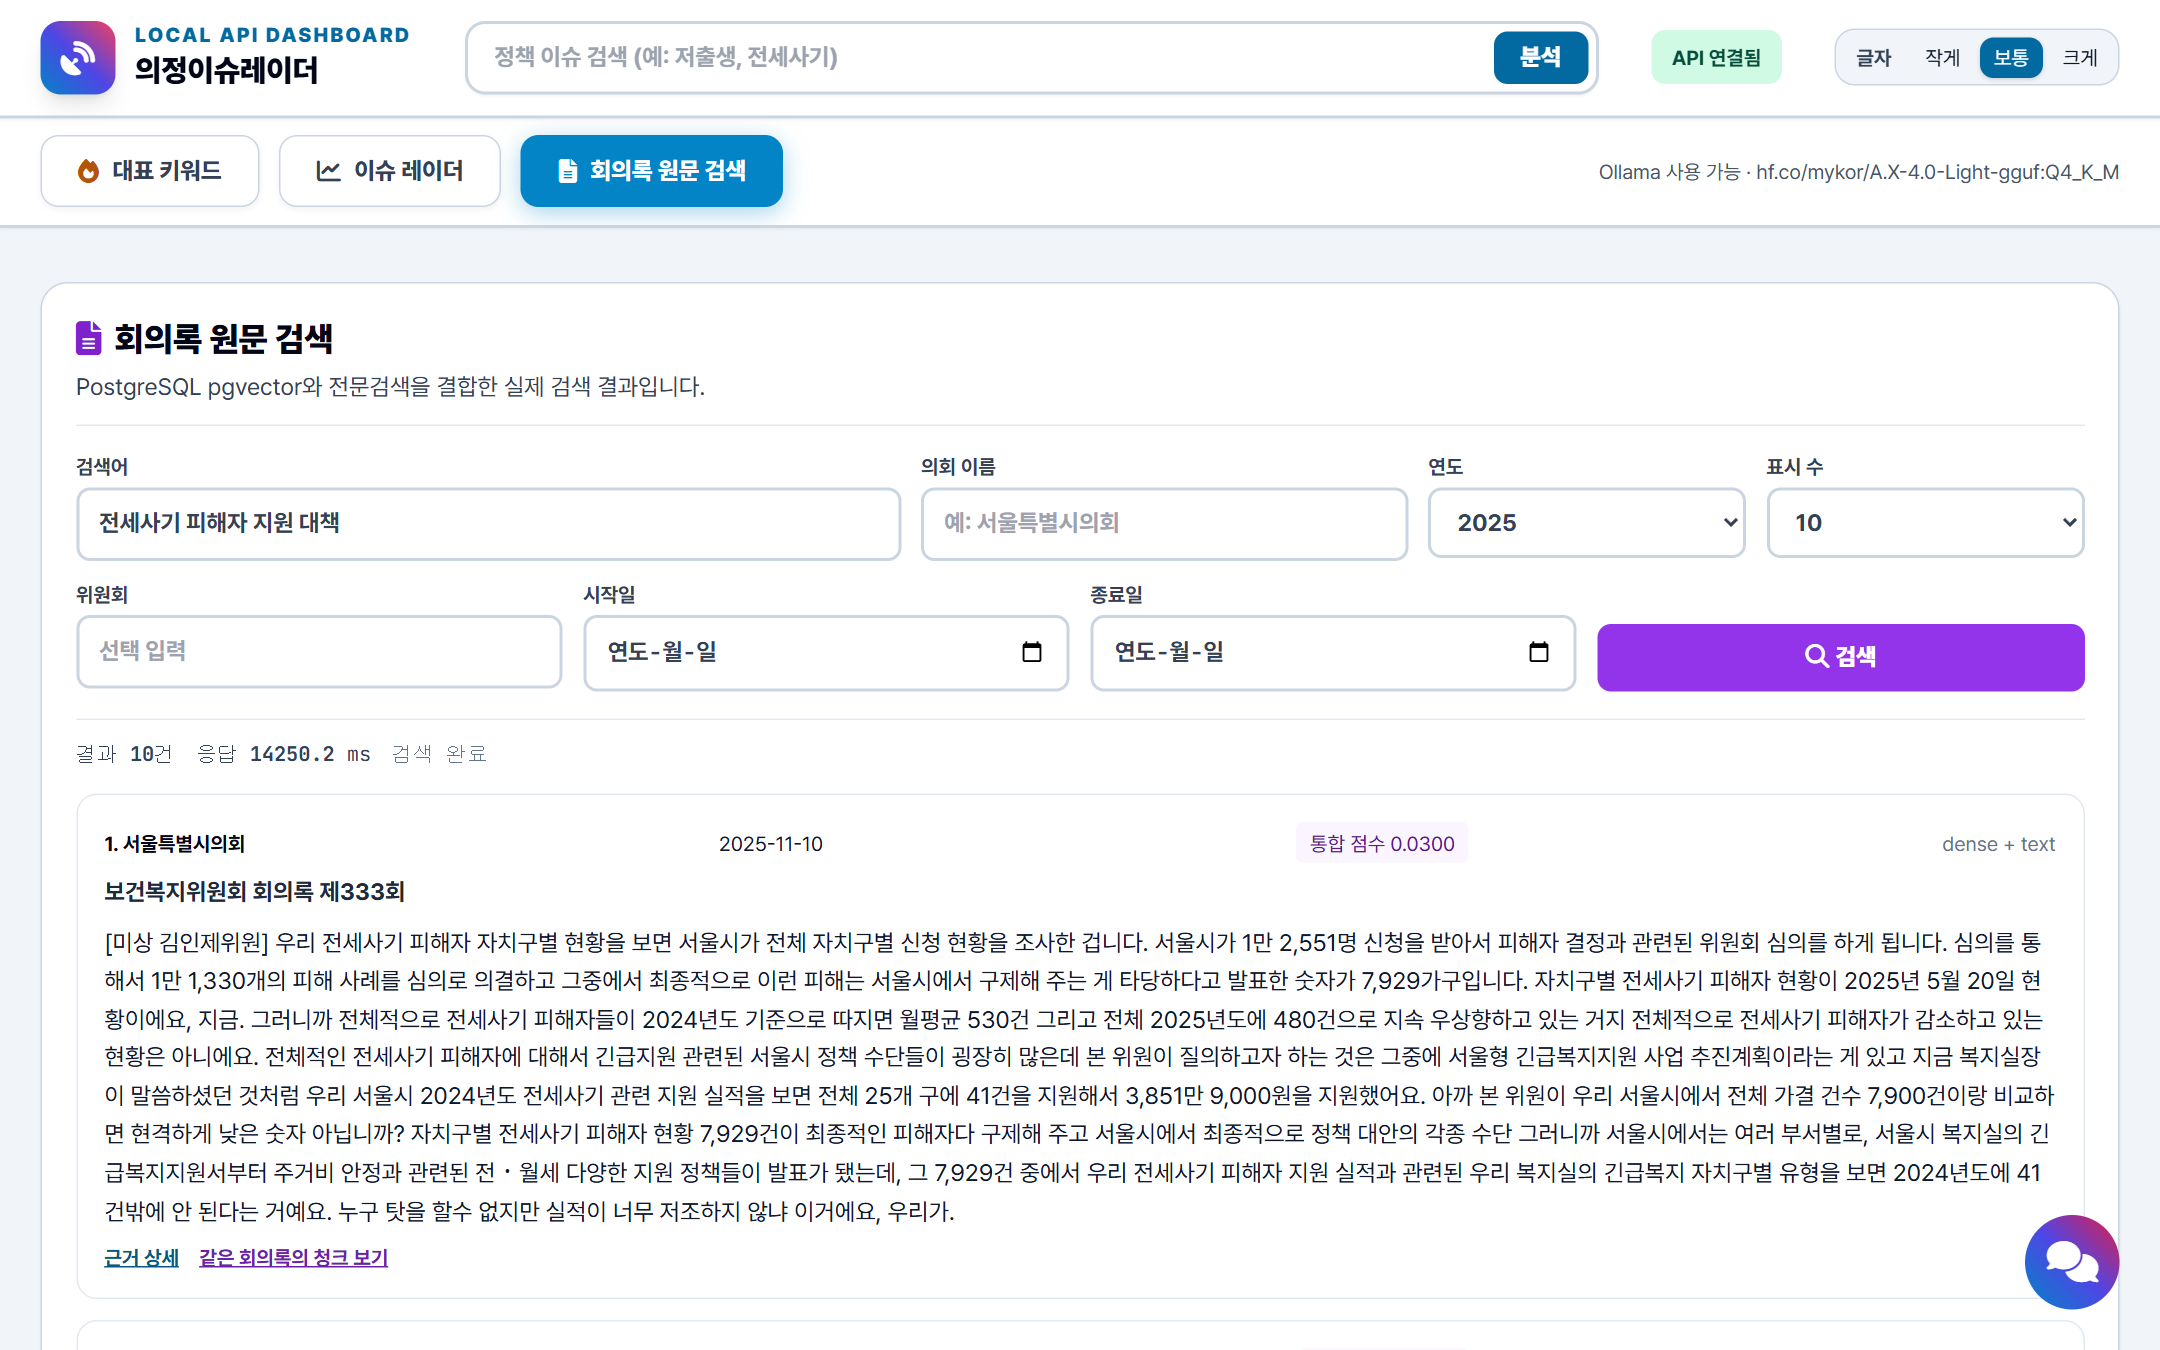 LOCAL API DASHBOARD
의정이슈레이더
정책 이슈 검색 (예: 저출생, 전세사기)
분석
API 연결됨
글자 작게 보통 크게
대표 키워드
이슈 레이더
회의록 원문 검색
Ollama 사용 가능 · hf.co/mykor/A.X-4.0-Light-gguf:Q4_K_M
회의록 원문 검색
PostgreSQL pgvector와 전문검색을 결합한 실제 검색 결과입니다.
검색어 의회 이름 연도 표시 수
전세사기 피해자 지원 대책 예: 서울특별시의회 2025 10
위원회 시작일 종료일
선택 입력 연도-월-일 연도-월-일 검색
결과 10건 응답 14250.2 ms 검색 완료
1. 서울특별시의회 2025-11-10 통합 점수 0.0300 dense + text
보건복지위원회 회의록 제333회
[미상 김인제위원] 우리 전세사기 피해자 자치구별 현황을 보면 서울시가 전체 자치구별 신청 현황을 조사한 겁니다. 서울시가 1만 2,551명 신청을 받아서 피해자 결정과 관련된 위원회 심의를 하게 됩니다. 심의를 통
해서 1만 1,330개의 피해 사례를 심의로 의결하고 그중에서 최종적으로 이런 피해는 서울시에서 구제해 주는 게 타당하다고 발표한 숫자가 7,929가구입니다. 자치구별 전세사기 피해자 현황이 2025년 5월 20일 현
황이에요, 지금. 그러니까 전체적으로 전세사기 피해자들이 2024년도 기준으로 따지면 월평균 530건 그리고 전체 2025년도에 480건으로 지속 우상향하고 있는 거지 전체적으로 전세사기 피해자가 감소하고 있는
현황은 아니에요. 전체적인 전세사기 피해자에 대해서 긴급지원 관련된 서울시 정책 수단들이 굉장히 많은데 본 위원이 질의하고자 하는 것은 그중에 서울형 긴급복지지원 사업 추진계획이라는 게 있고 지금 복지실장
이 말씀하셨던 것처럼 우리 서울시 2024년도 전세사기 관련 지원 실적을 보면 전체 25개 구에 41건을 지원해서 3,851만 9,000원을 지원했어요. 아까 본 위원이 우리 서울시에서 전체 가결 건수 7,900건이랑 비교하
면 현격하게 낮은 숫자 아닙니까? 자치구별 전세사기 피해자 현황 7,929건이 최종적인 피해자다 구제해 주고 서울시에서 최종적으로 정책 대안의 각종 수단 그러니까 서울시에서는 여러 부서별로, 서울시 복지실의 긴
급복지지원서부터 주거비 안정과 관련된 전・월세 다양한 지원 정책들이 발표가 됐는데, 그 7,929건 중에서 우리 전세사기 피해자 지원 실적과 관련된 우리 복지실의 긴급복지 자치구별 유형을 보면 2024년도에 41
건밖에 안 된다는 거예요. 누구 탓을 할수 없지만 실적이 너무 저조하지 않냐 이거에요, 우리가.
근거 상세 같은 회의록의 청크 보기